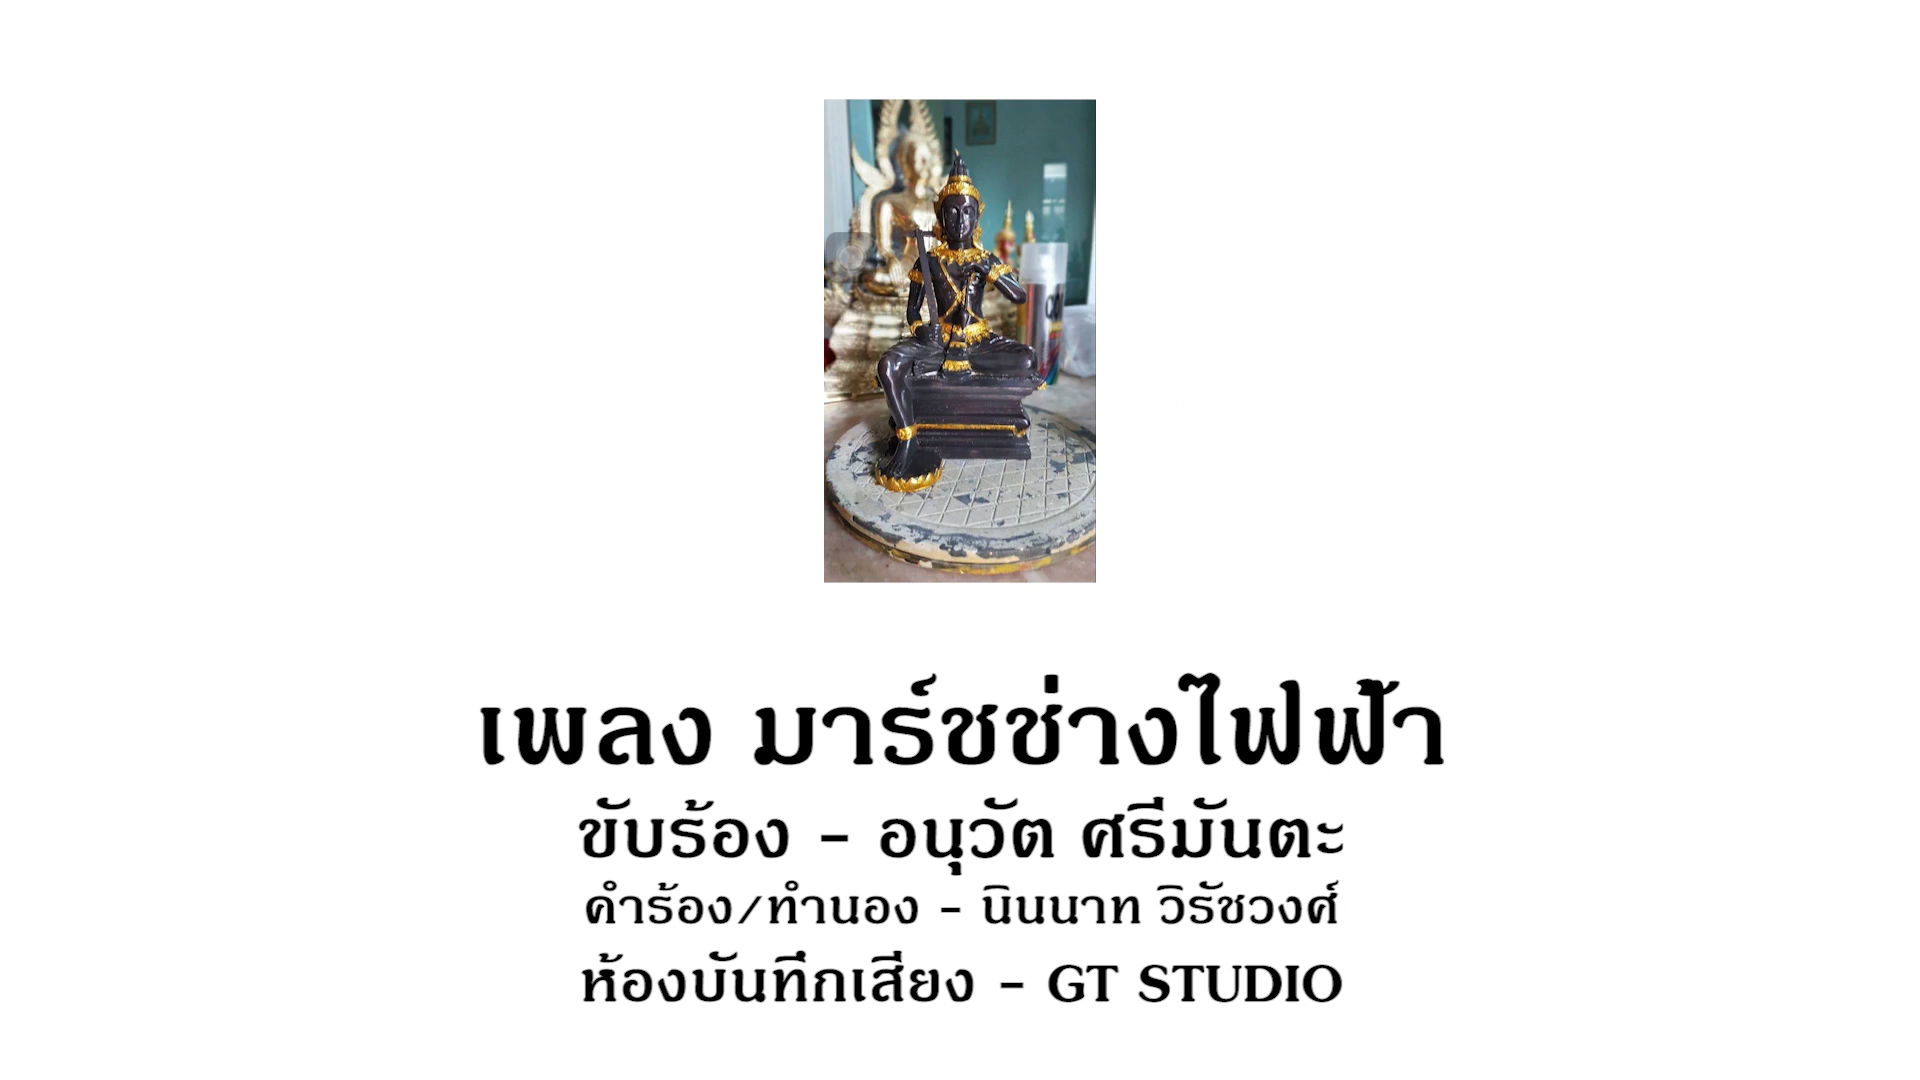 เพลง มาร์ชช่างไฟฟ้า
ขับร้อง - อนุวัต ศรีมันตะ
คำร้อง/ทำนอง - นินนาท วิรัชวงศ์
ห้องบันทึกเสียง - GT STUDIO